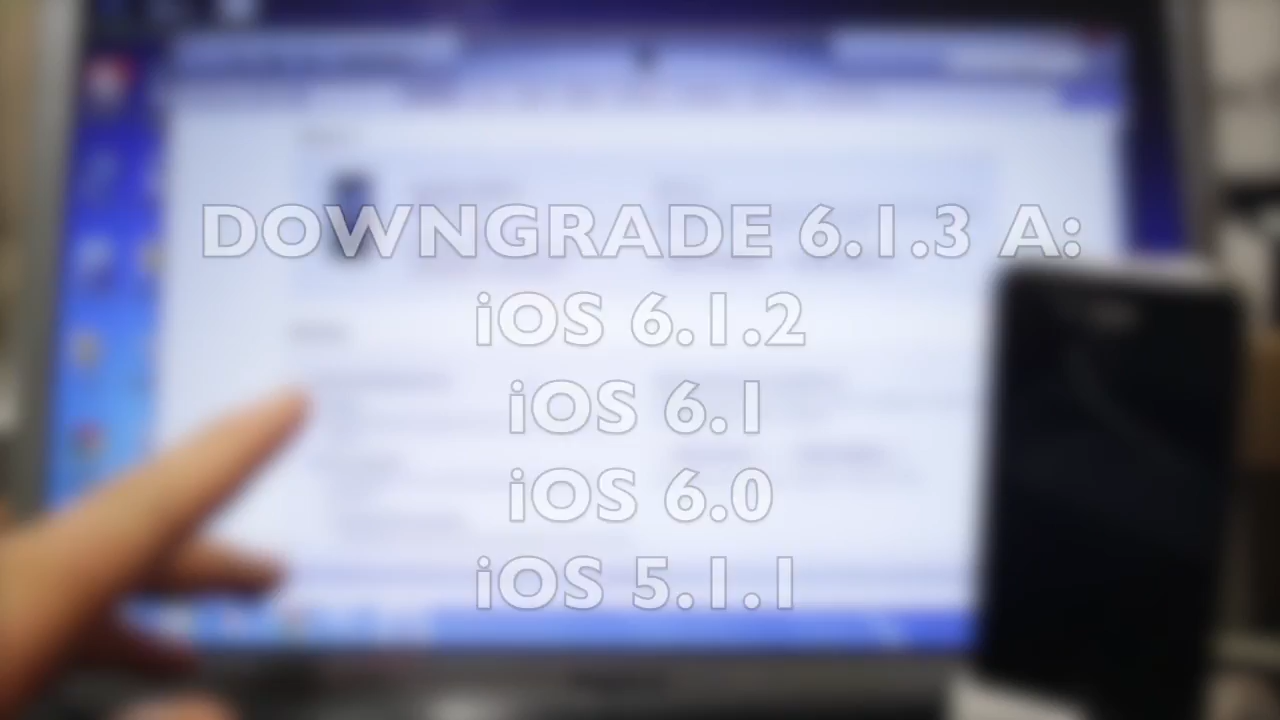 DOWNGRADE 6.1.3 A:
iOS 6.1.2
iOS 6.1
iOS 6.0
iOS 5.1.1